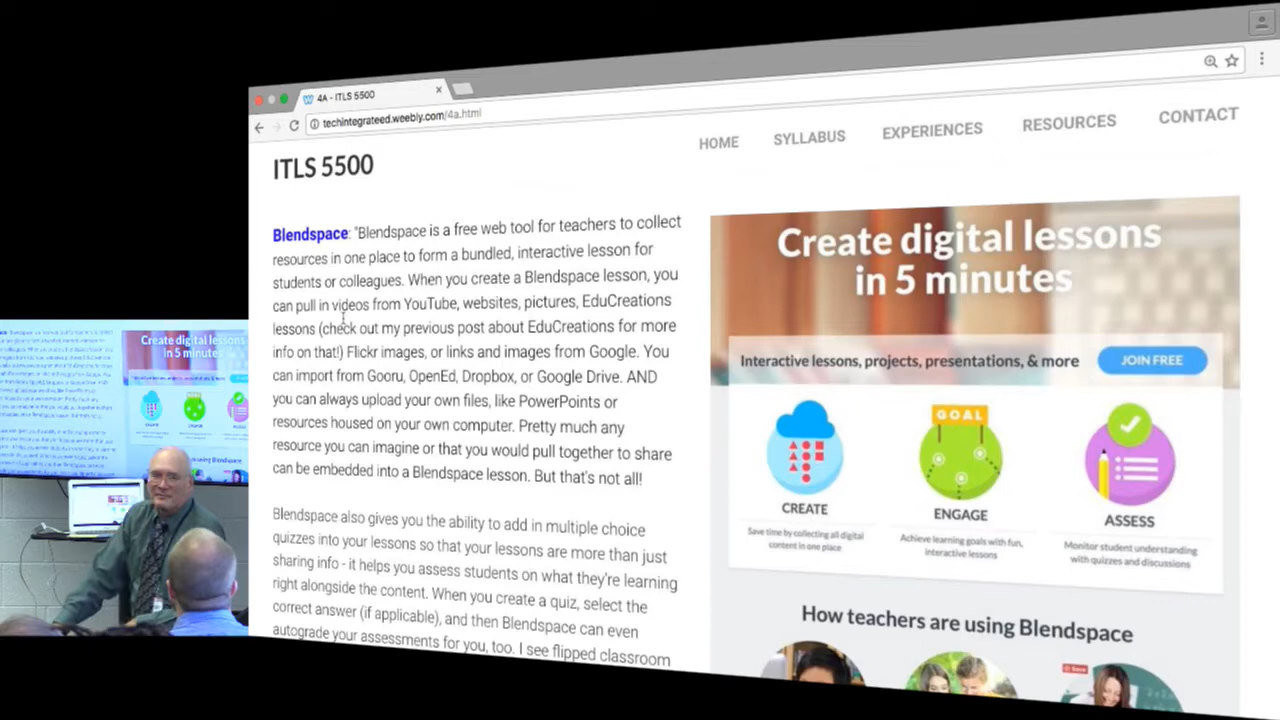 4A - ITLS 5500
techintegrateed.weebly.com/4a.html
ITLS 5500
HOME SYLLABUS EXPERIENCES RESOURCES CONTACT
Blendspace: "Blendspace is a free web tool for teachers to collect
resources in one place to form a bundled, interactive lesson for
students or colleagues. When you create a Blendspace lesson, you
can pull in videos from YouTube, websites, pictures, EduCreations
lessons (check out my previous post about EduCreations for more
info on that!) Flickr images, or links and images from Google. You
can import from Gooru, OpenEd, Dropbox, or Google Drive. AND
you can always upload your own files, like PowerPoints or
resources housed on your own computer. Pretty much any
resource you can imagine or that you would pull together to share
can be embedded into a Blendspace lesson. But that's not all!
Blendspace also gives you the ability to add in multiple choice
quizzes into your lessons so that your lessons are more than just
sharing info - it helps you assess students on what they're learning
right alongside the content. When you create a quiz, select the
correct answer (if applicable), and then Blendspace can even
autograde your assessments for you, too. I see flipped classroom
Create digital lessons
in 5 minutes
Interactive lessons, projects, presentations, & more
JOIN FREE
GOAL
CREATE
Save time by collecting all digital
content in one place
ENGAGE
Achieve learning goals with fun,
interactive lessons
ASSESS
Monitor student understanding
with quizzes and discussions
How teachers are using Blendspace
Save
Create digital lessons
in 5 minutes